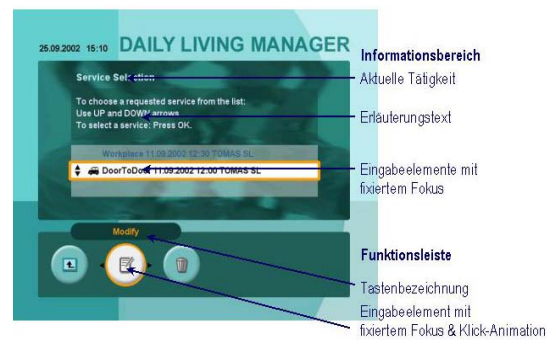 25.09.2002 15:10 DAILY LIVING MANAGER
Service Selection
To choose a requested service from the list:
Use UP and DOWN arrows.
To select a service: Press OK.
Workplace 11.09.2002 12:30 TOMAS SL
DoorToDoor 11.09.2002 12:00 TOMAS SL
Modify
Informationsbereich
Aktuelle Tätigkeit
Erläuterungstext
Eingabeelemente mit
fixiertem Fokus
Funktionsleiste
Tastenbezeichnung
Eingabeelement mit
fixiertem Fokus & Klick-Animation